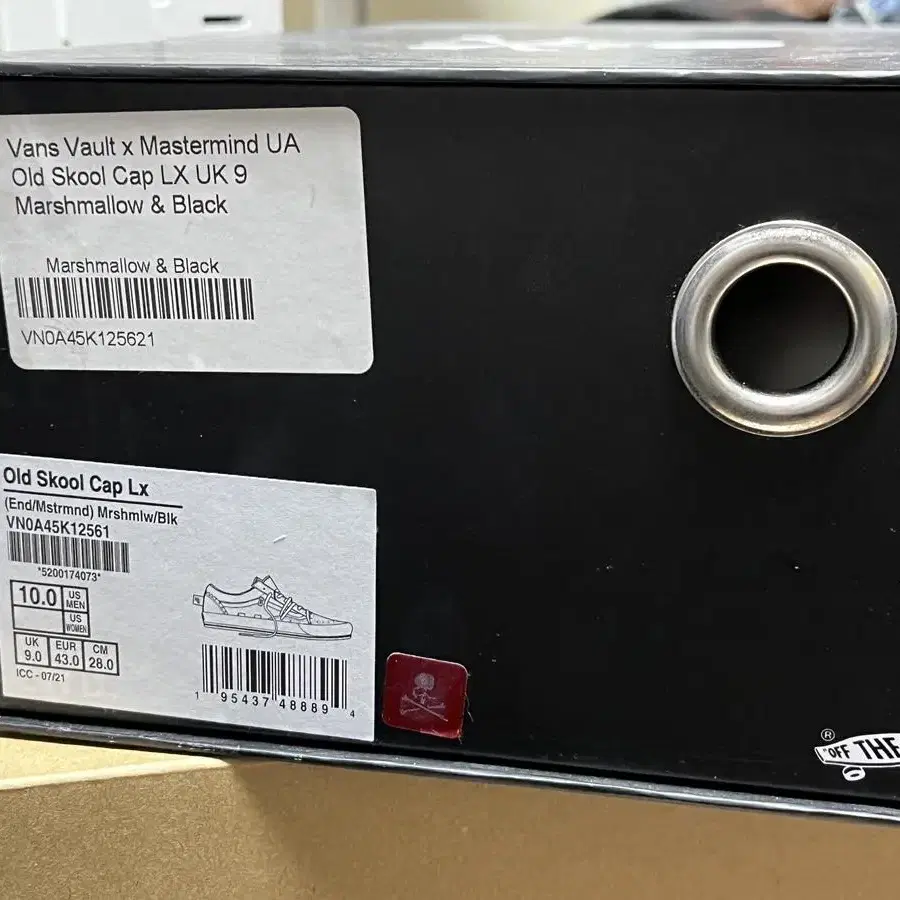 Vans Vault x Mastermind UA
Old Skool Cap LX UK 9
Marshmallow & Black
Marshmallow & Black
VN0A45K125621
Old Skool Cap Lx
(End/Mstrmnd) Mrshmlw/Blk
VN0A45K12561
*5200174073*
10.0 US MEN
US WOMEN
UK EUR CM
9.0 43.0 28.0
ICC - 07/21
1 95437 48889 4
®
"OFF THE